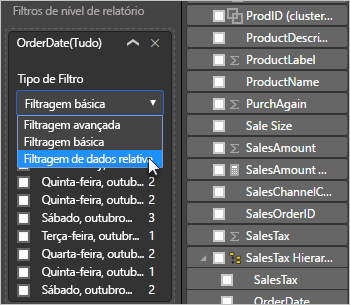 Filtros de nível de relatório
OrderDate(Tudo)
Tipo de Filtro
Filtragem básica
Filtragem avançada
Filtragem básica
Filtragem de dados relativ
Quinta-feira, outub... 2
Quinta-feira, outub... 2
Sábado, outubro... 3
Terça-feira, outub... 1
Quarta-feira, outub... 2
Quinta-feira, outub... 1
Sábado, outubro... 2
ProdID (cluster...
ProductDescri...
ProductLabel
ProductName
PurchAgain
Sale Size
SalesAmount
SalesAmount ...
SalesChannelC...
SalesOrderID
SalesTax
SalesTax Hierar...
SalesTax
OrderDate